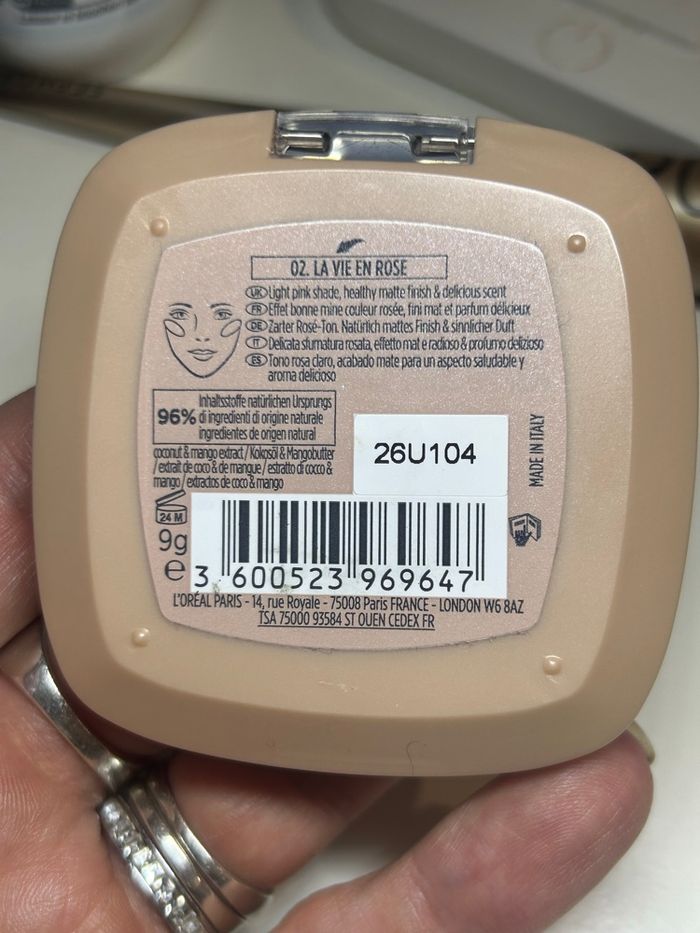 02. LA VIE EN ROSE
UK Light pink shade, healthy matte finish & delicious scent
FR Effet bonne mine couleur rosée, fini mat et parfum délicieux
DE Zarter Rosé-Ton. Natürlich mattes Finish & sinnlicher Duft
IT Delicata sfumatura rosata, effetto mat e radioso & profumo delizioso
ES Tono rosa claro, acabado mate para un aspecto saludable y
aroma delicioso
96% Inhaltsstoffe natürlichen Ursprungs
di ingredienti di origine naturale
ingredientes de origen natural
coconut & mango extract / Kokosöl & Mangobutter
/ extrait de coco & de mangue / estratto di cocco &
mango / extractos de coco & mango
26U104
MADE IN ITALY
24 M
9g
e
3 600523 969647
L'ORÉAL PARIS - 14, rue Royale - 75008 Paris FRANCE - LONDON W6 8AZ
TSA 75000 93584 ST OUEN CEDEX FR